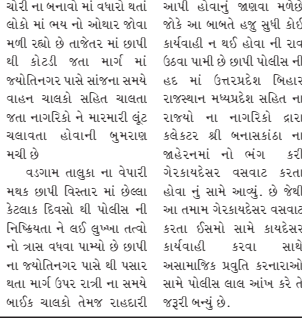 ચોરી ના બનાવો માં વધારો થતાં
લોકો માં ભય નો ઓથાર જોવા
મળી રહ્યો છે તાજેતર માં છાપી
થી કોટડી જતા માર્ગ માં
જ્યોતિનગર પાસે સાંજના સમયે
વાહન ચાલકો સહિત ચાલતા
જતા નાગરિકો ને મારમારી લૂંટ
ચલાવતા હોવાની બુમરાણ
મચી છે
વડગામ તાલુકા ના વેપારી
મથક છાપી વિસ્તાર માં છેલ્લા
કેટલાક દિવસો થી પોલીસ ની
નિષ્ક્રિયતા ને લઈ લુખ્ખા તત્વો
નો ત્રાસ વધવા પામ્યો છે છાપી
ના જ્યોતિનગર પાસે થી પસાર
થતા માર્ગ ઉપર રાત્રી ના સમયે
બાઈક ચાલકો તેમજ રાહદારી
આપી હોવાનું જાણવા મળેછે
જોકે આ બાબતે હજુ સુધી કોઈ
કાર્યવાહી ન થઈ હોવા ની રાવ
ઉઠવા પામી છે છાપી પોલીસ ની
હદ માં ઉત્તરપ્રદેશ બિહાર
રાજસ્થાન મધ્યપ્રદેશ સહિત ના
રાજ્યો ના નાગરિકો દ્રારા
કલેકટર શ્રી બનાસકાંઠા ના
જાહેરનામાં નો ભંગ કરી
ગેરકાયદેસર વસવાટ કરતા
હોવા નું સામે આવ્યું. છે જેથી
આ તમામ ગેરકાયદેસર વસવાટ
કરતા ઈસમો સામે કાયદેસર
કાર્યવાહી કરવા સાથે
અસામાજિક પ્રવુતિ કરનારાઓ
સામે પોલીસ લાલ આંખ કરે તે
જરૂરી બન્યું છે.